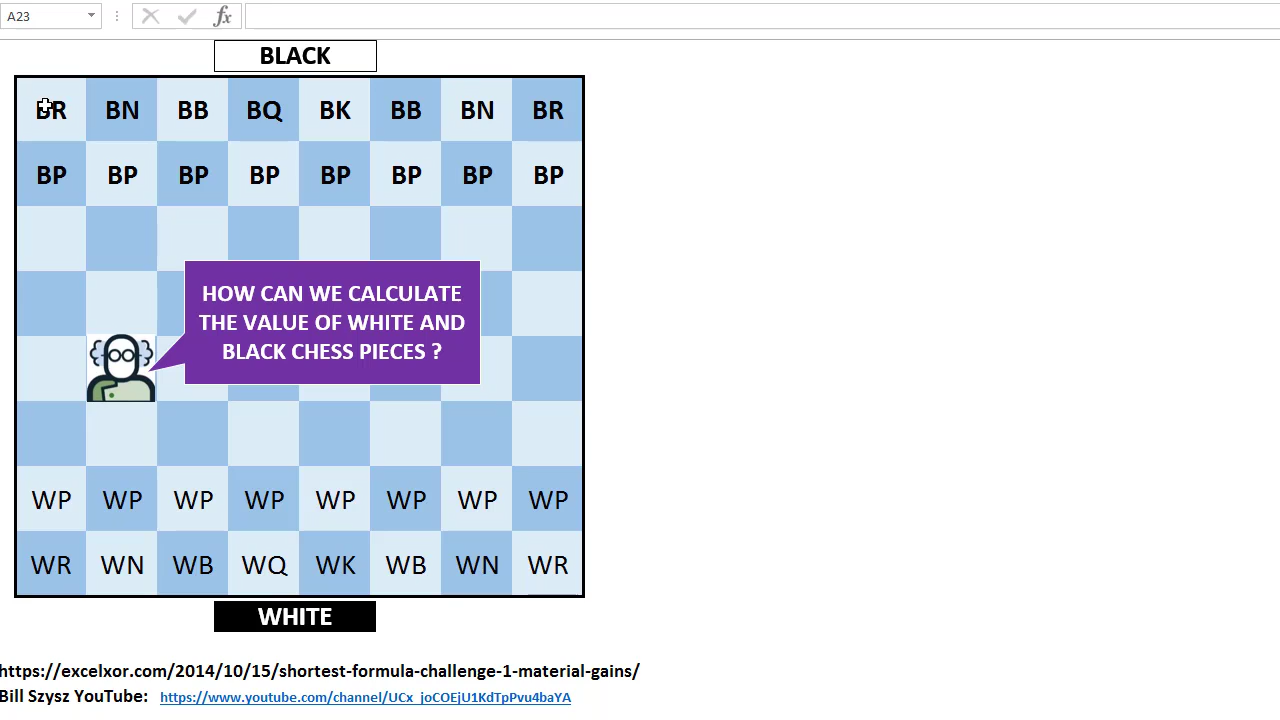 A23
fx
BLACK
BR BN BB BQ BK BB BN BR
BP BP BP BP BP BP BP BP
HOW CAN WE CALCULATE
THE VALUE OF WHITE AND
BLACK CHESS PIECES ?
WP WP WP WP WP WP WP WP
WR WN WB WQ WK WB WN WR
WHITE
https://excelxor.com/2014/10/15/shortest-formula-challenge-1-material-gains/
Bill Szysz YouTube: https://www.youtube.com/channel/UCx_joCOEjU1KdTpPvu4baYA